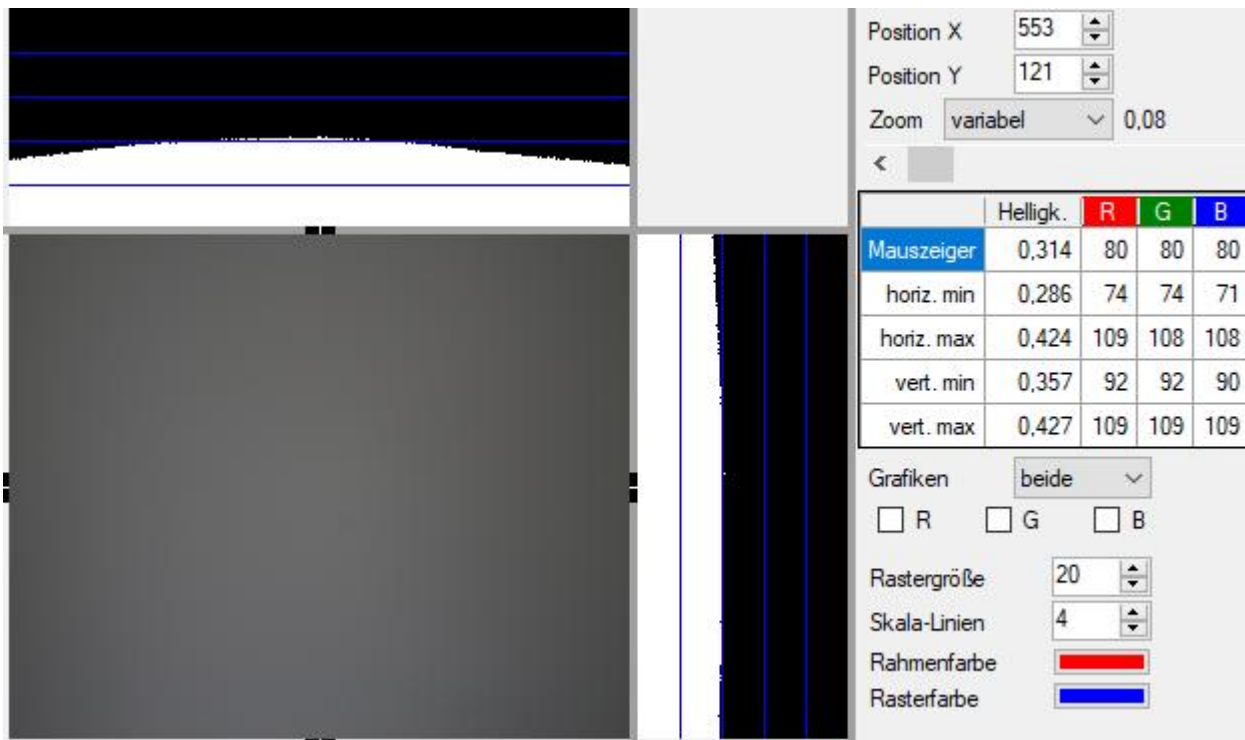 Position X 553
Position Y 121
Zoom variabel 0,08
<
Helligk. R G B
Mauszeiger 0,314 80 80 80
horiz. min 0,286 74 74 71
horiz. max 0,424 109 108 108
vert. min 0,357 92 92 90
vert. max 0,427 109 109 109
Grafiken beide
R G B
Rastergröße 20
Skala-Linien 4
Rahmenfarbe
Rasterfarbe